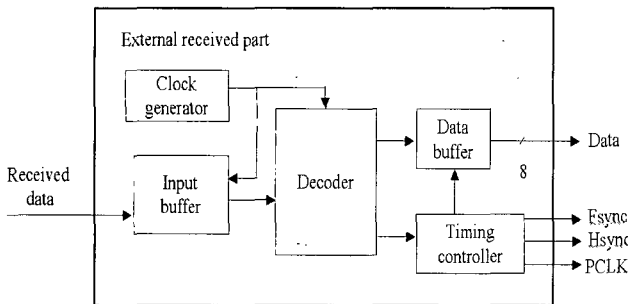 External received part
Clock
generator
Input
buffer
Decoder
Data
buffer
Timing
controller
Received
data
Data
8
Fsync
Hsync
PCLK